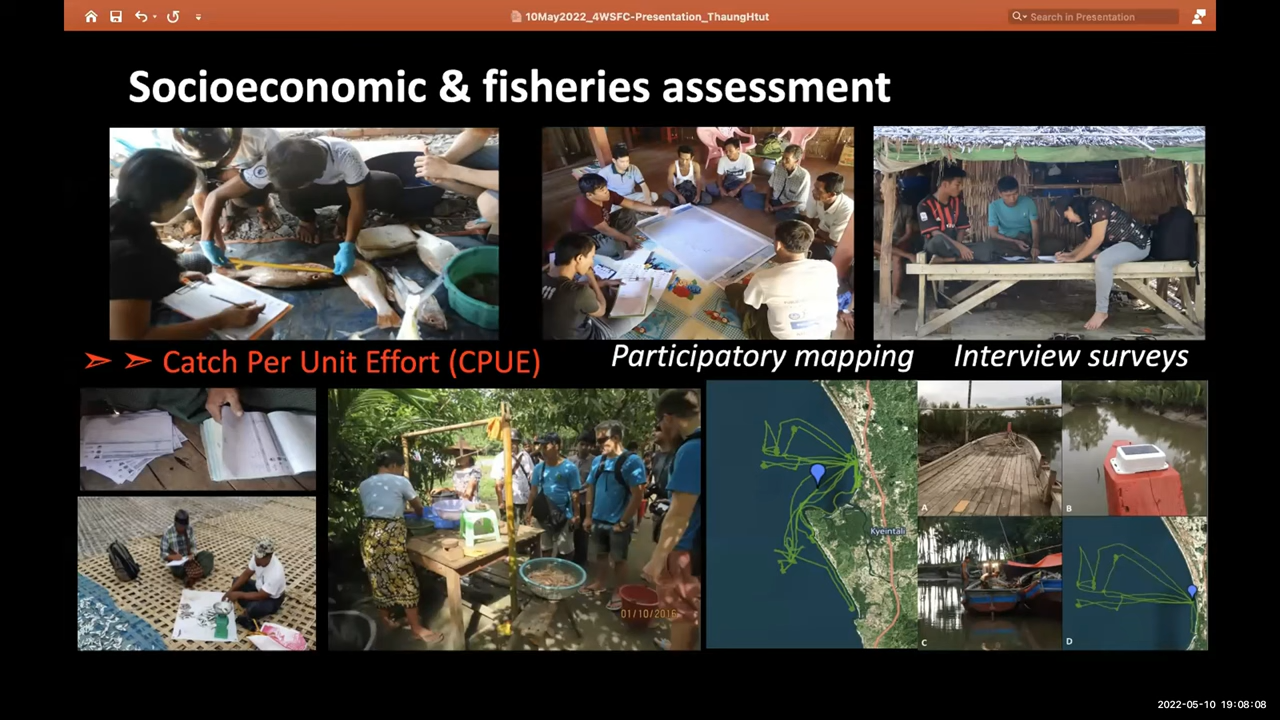 10May2022_4WSFC-Presentation_ThaungHtut
Search in Presentation
Socioeconomic & fisheries assessment
➢ ➢ Catch Per Unit Effort (CPUE)
Participatory mapping
Interview surveys
01/10/2016
Kyeintali
A
B
C
D
2022-05-10 19:08:08